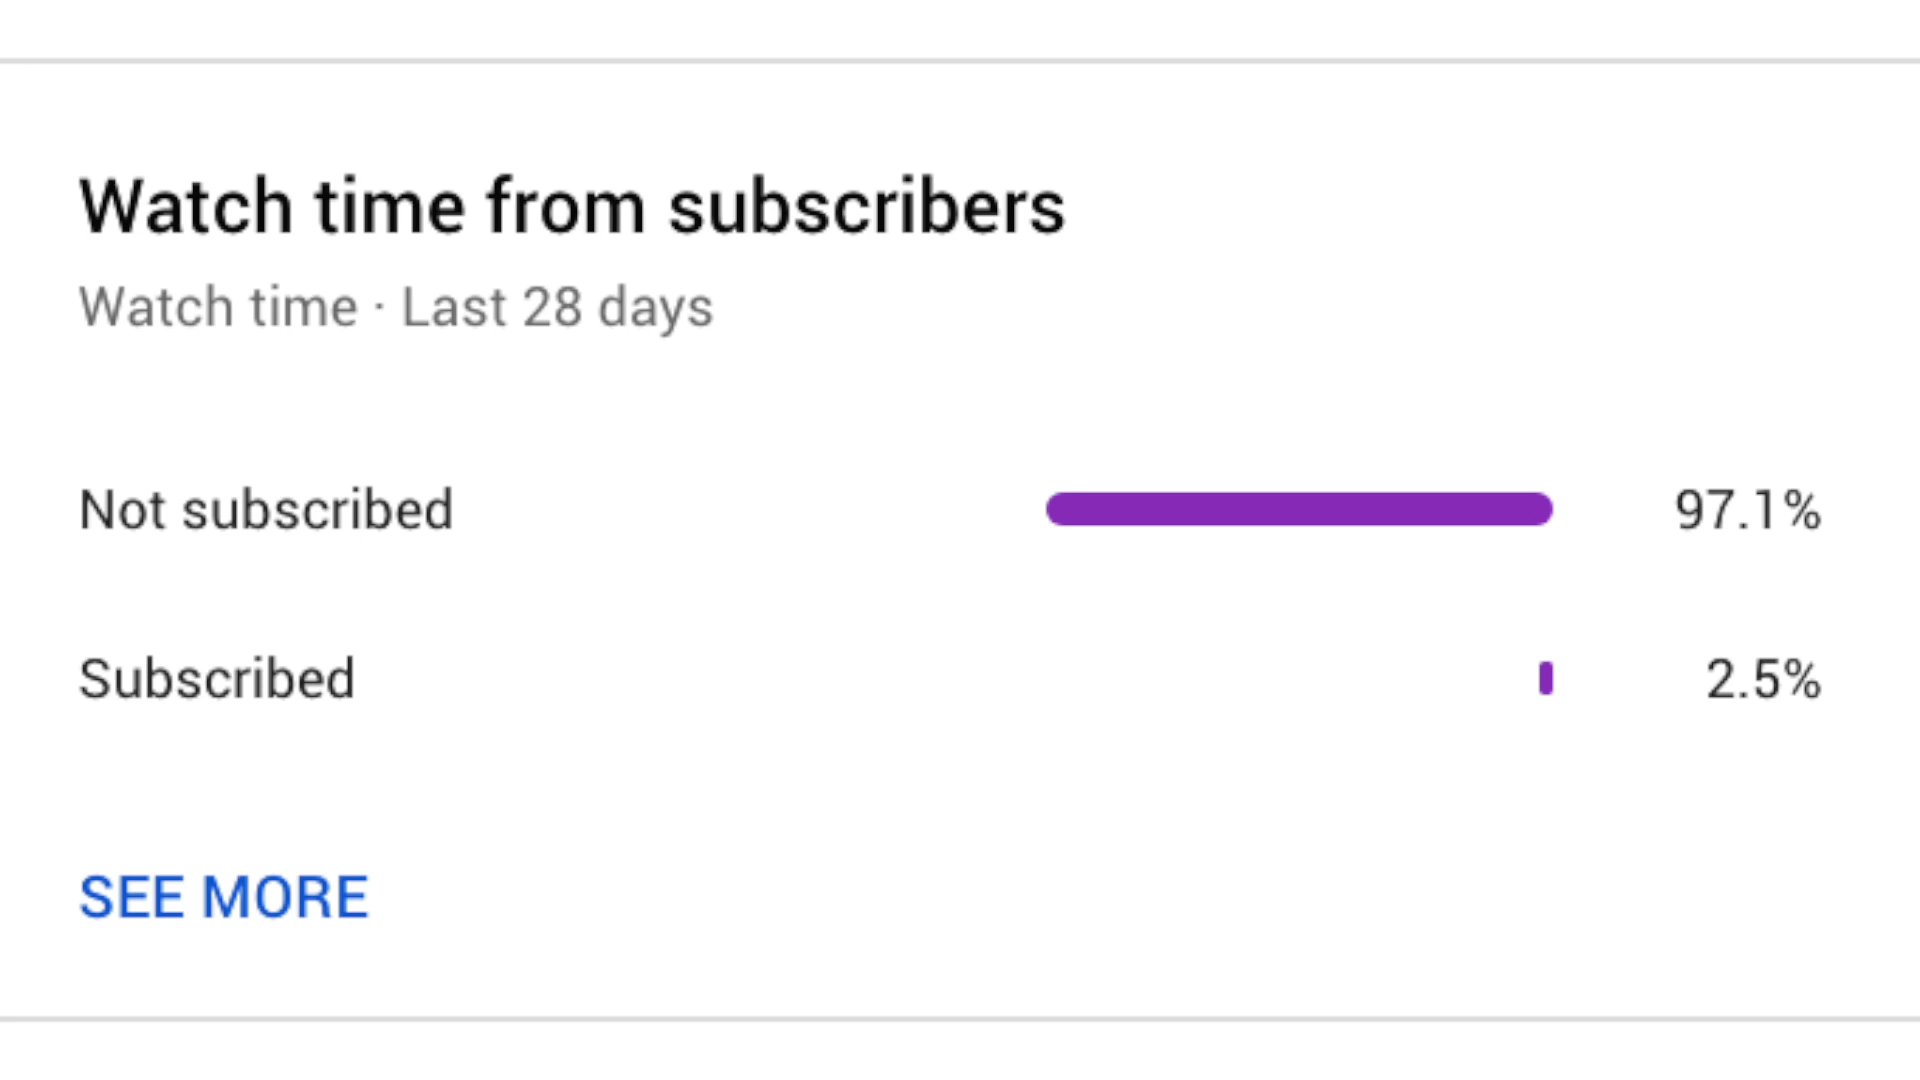 Watch time from subscribers
Watch time · Last 28 days
Not subscribed 97.1%
Subscribed 2.5%
SEE MORE